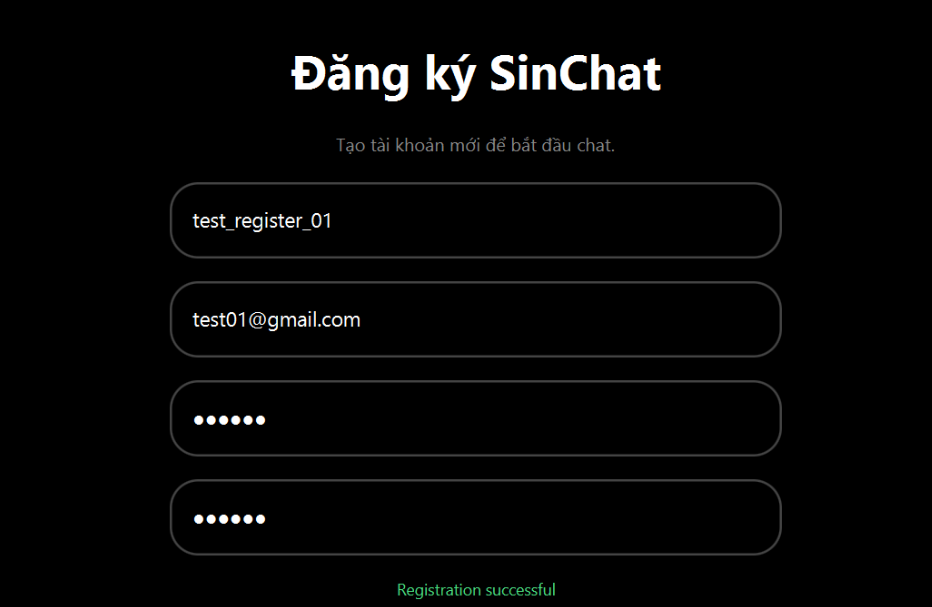 Đăng ký SinChat
Tạo tài khoản mới để bắt đầu chat.
test_register_01
test01@gmail.com
••••••
••••••
Registration successful